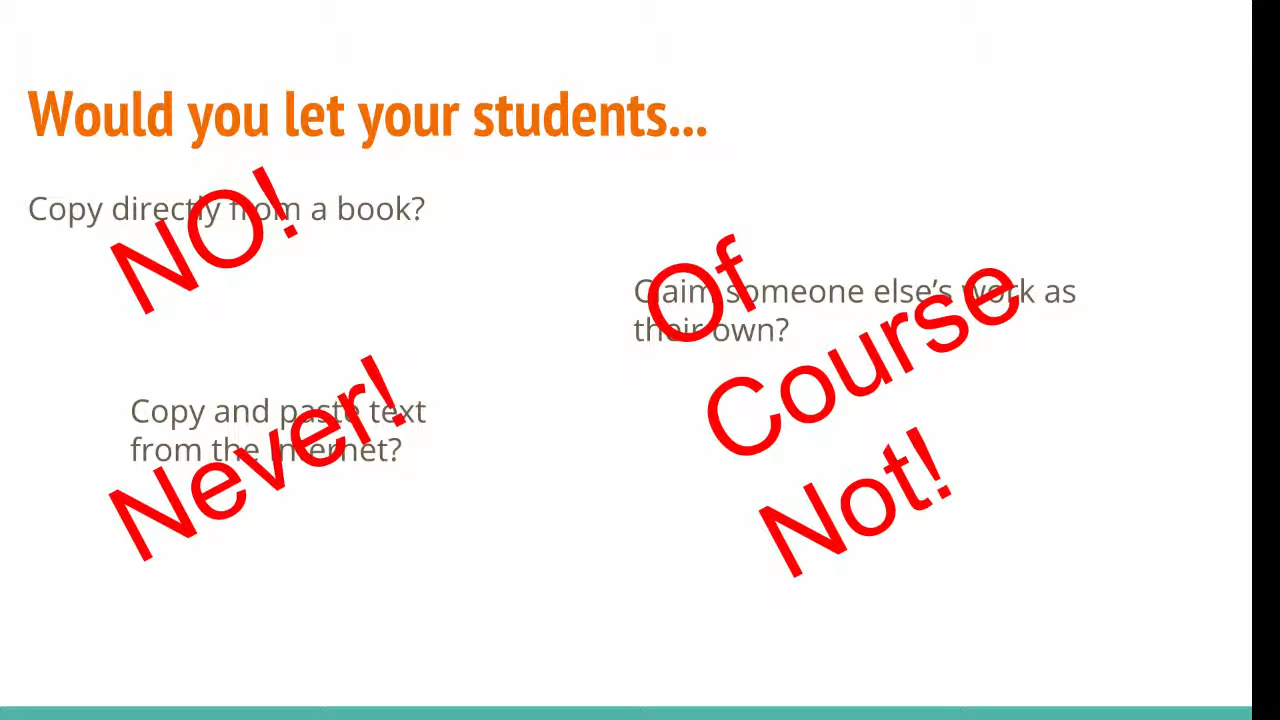 Would you let your students...
Copy directly from a book?
NO!
Claim someone else's work as
their own?
Of
Course
Not!
Copy and paste text
from the internet?
Never!